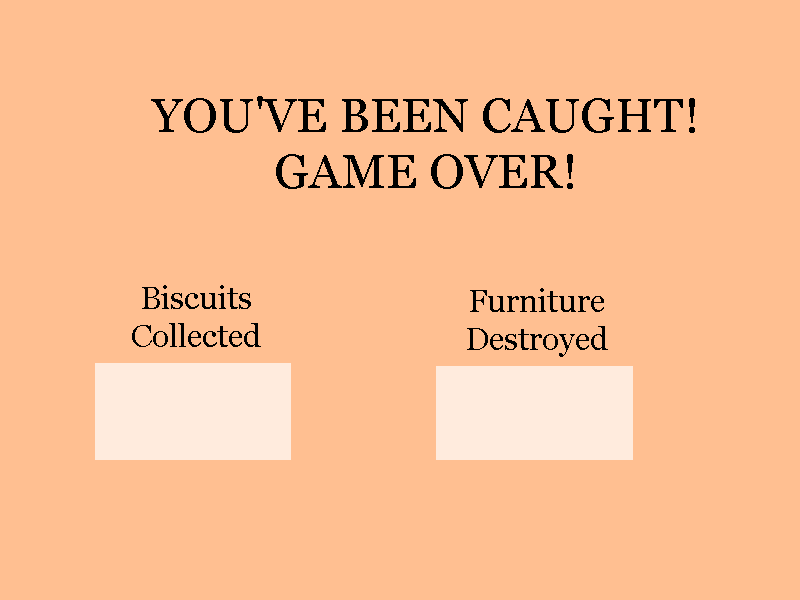 YOU'VE BEEN CAUGHT!
GAME OVER!
Biscuits
Collected
Furniture
Destroyed